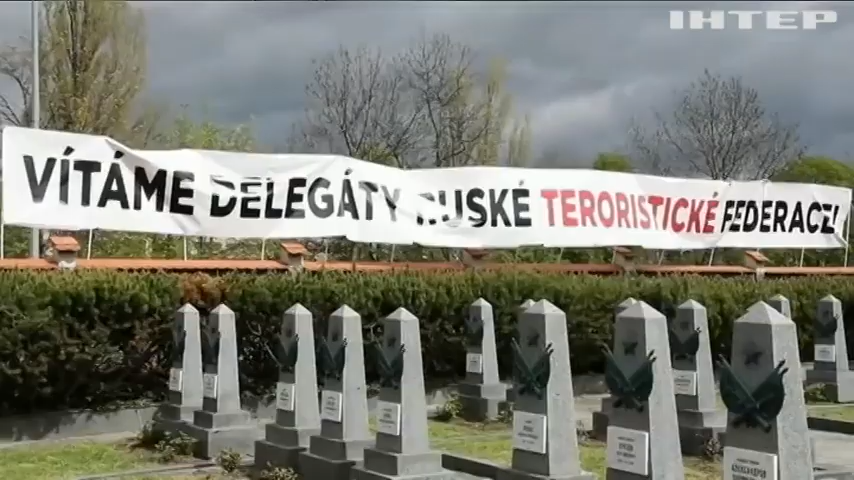 ІНТЕР
VÍTÁME DELEGÁTY RUSKÉ TERORISTICKÉ FEDERACE!